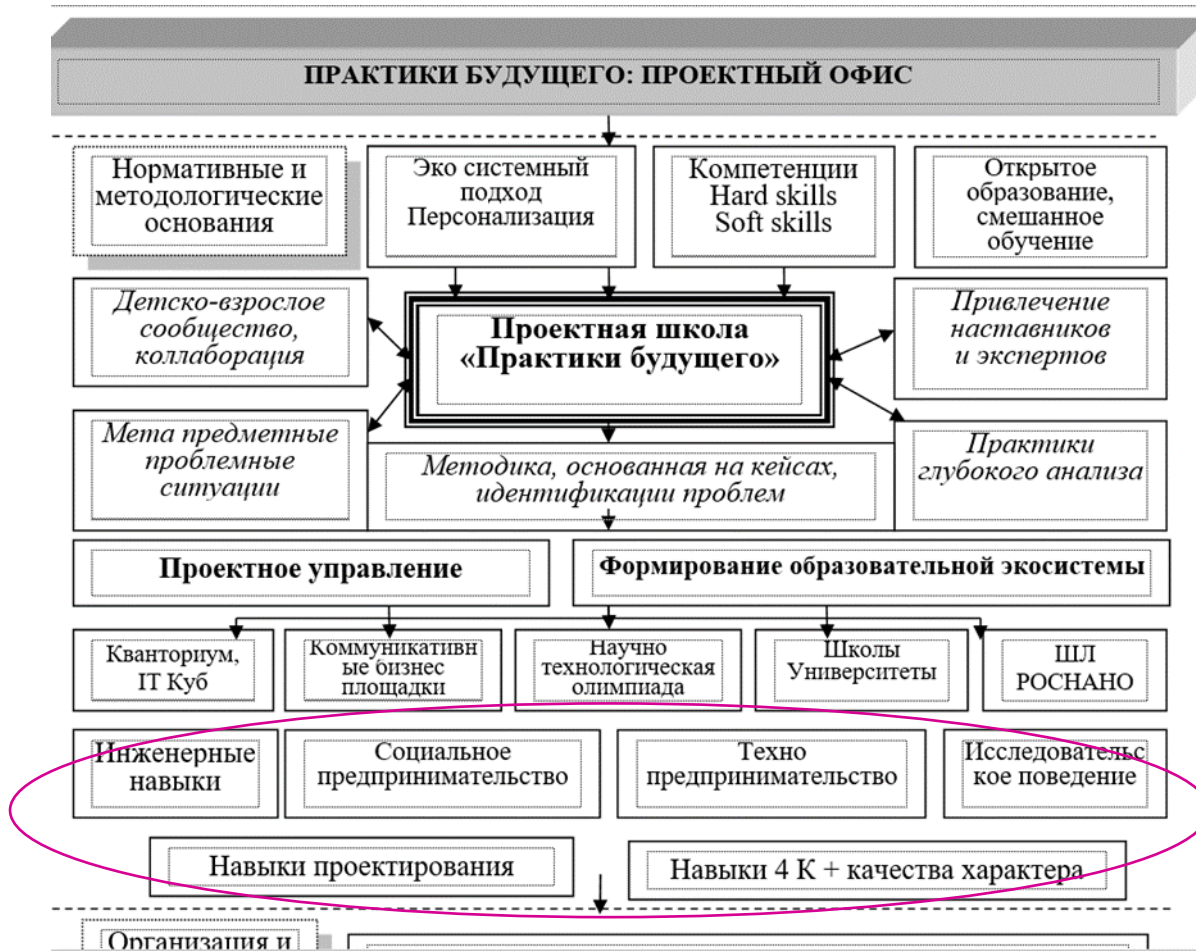 ПРАКТИКИ БУДУЩЕГО: ПРОЕКТНЫЙ ОФИС
Нормативные и
методологические
основания
Эко системный
подход
Персонализация
Компетенции
Hard skills
Soft skills
Открытое
образование,
смешанное
обучение
Детско-взрослое
сообщество,
коллаборация
Проектная школа
«Практики будущего»
Привлечение
наставников
и экспертов
Мета предметные
проблемные
ситуации
Методика, основанная на кейсах,
идентификации проблем
Практики
глубокого анализа
Проектное управление
Формирование образовательной экосистемы
Кванториум,
IT Куб
Коммуникативн
ые бизнес
площадки
Научно
технологическая
олимпиада
Школы
Университеты
ШЛ
РОСНАНО
Инженерные
навыки
Социальное
предпринимательство
Техно
предпринимательство
Исследовательс
кое поведение
Навыки проектирования
Навыки 4 К + качества характера
Организация и